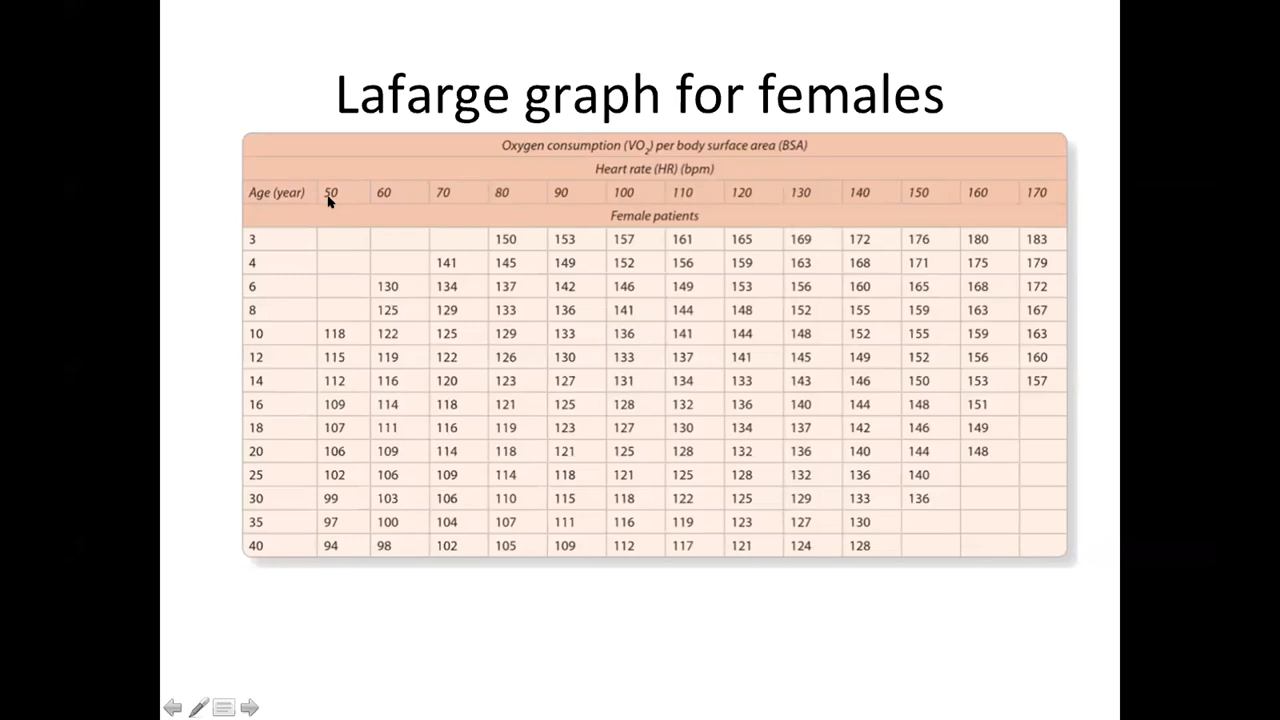 Lafarge graph for females
Oxygen consumption (VO2) per body surface area (BSA)
Heart rate (HR) (bpm)
Age (year) 50 60 70 80 90 100 110 120 130 140 150 160 170
Female patients
3 150 153 157 161 165 169 172 176 180 183
4 141 145 149 152 156 159 163 168 171 175 179
6 130 134 137 142 146 149 153 156 160 165 168 172
8 125 129 133 136 141 144 148 152 155 159 163 167
10 118 122 125 129 133 136 141 144 148 152 155 159 163
12 115 119 122 126 130 133 137 141 145 149 152 156 160
14 112 116 120 123 127 131 134 133 143 146 150 153 157
16 109 114 118 121 125 128 132 136 140 144 148 151
18 107 111 116 119 123 127 130 134 137 142 146 149
20 106 109 114 118 121 125 128 132 136 140 144 148
25 102 106 109 114 118 121 125 128 132 136 140
30 99 103 106 110 115 118 122 125 129 133 136
35 97 100 104 107 111 116 119 123 127 130
40 94 98 102 105 109 112 117 121 124 128